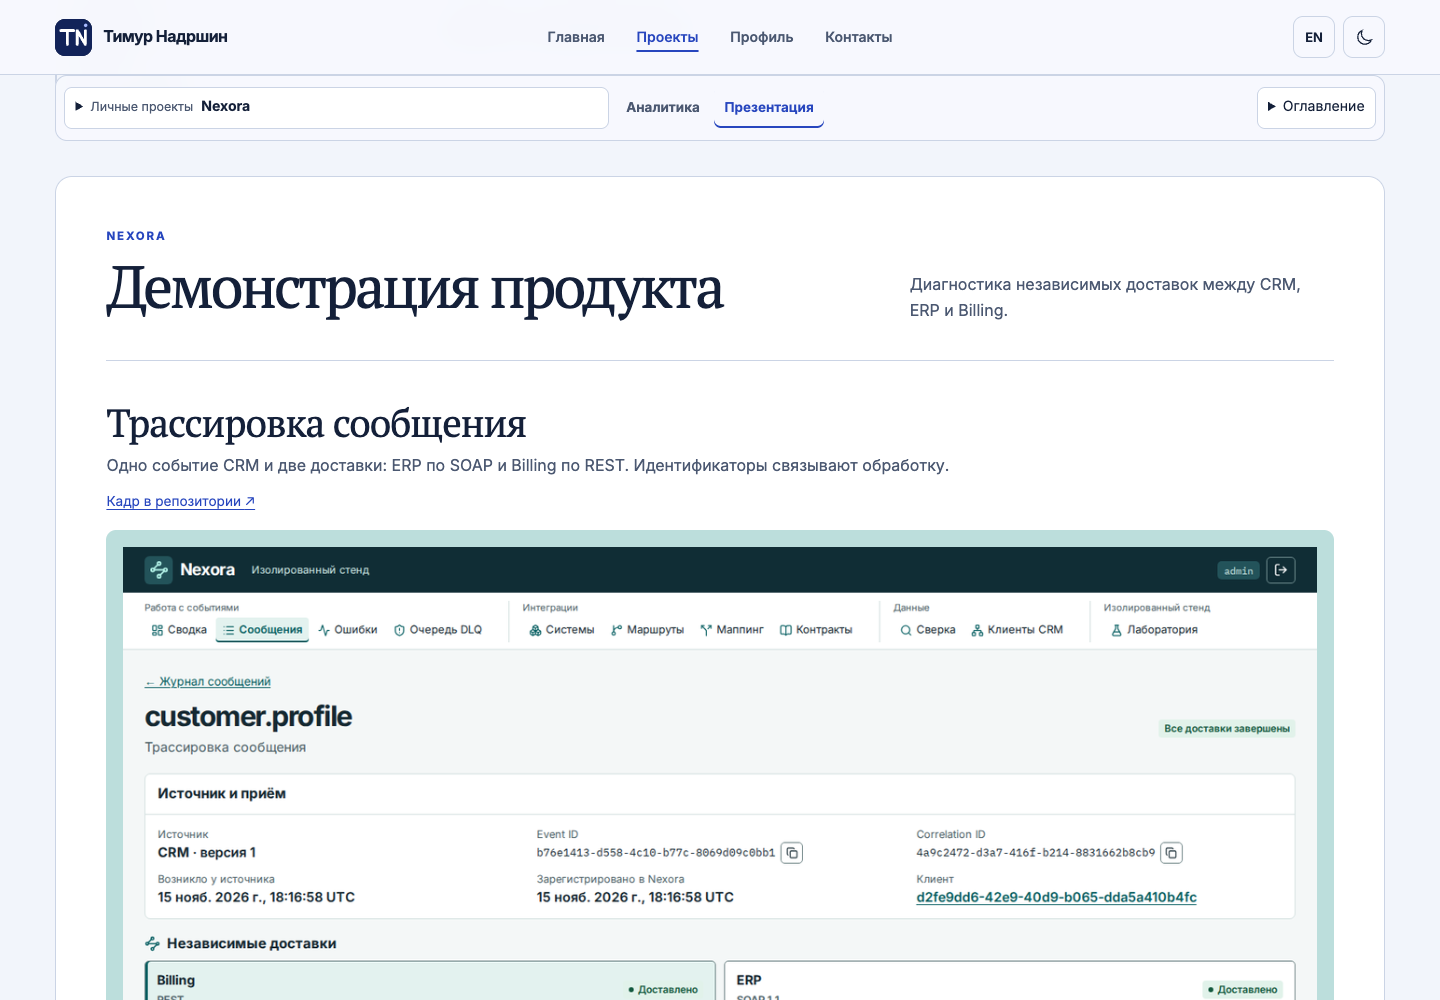 TN Тимур Надршин
Главная Проекты Профиль Контакты
EN
Личные проекты Nexora
Аналитика Презентация
Оглавление
NEXORA
Демонстрация продукта
Диагностика независимых доставок между CRM,
ERP и Billing.
Трассировка сообщения
Одно событие CRM и две доставки: ERP по SOAP и Billing по REST. Идентификаторы связывают обработку.
Кадр в репозитории ↗
Nexora Изолированный стенд
admin
Работа с событиями Интеграции Данные Изолированный стенд
Сводка Сообщения Ошибки Очередь DLQ Системы Маршруты Маппинг Контракты Сверка Клиенты CRM Лаборатория
← Журнал сообщений
customer.profile
Все доставки завершены
Трассировка сообщения
Источник и приём
Источник Event ID Correlation ID
CRM · версия 1 b76e1413-d558-4c10-b77c-8069d09c0bb1 4a9c2472-d3a7-416f-b214-8831662b8cb9
Возникло у источника Зарегистрировано в Nexora Клиент
15 нояб. 2026 г., 18:16:58 UTC 15 нояб. 2026 г., 18:16:58 UTC d2fe9dd6-42e9-40d9-b065-dda5a410b4fc
Независимые доставки
Billing ERP
• Доставлено • Доставлено
REST SOAP 1.1